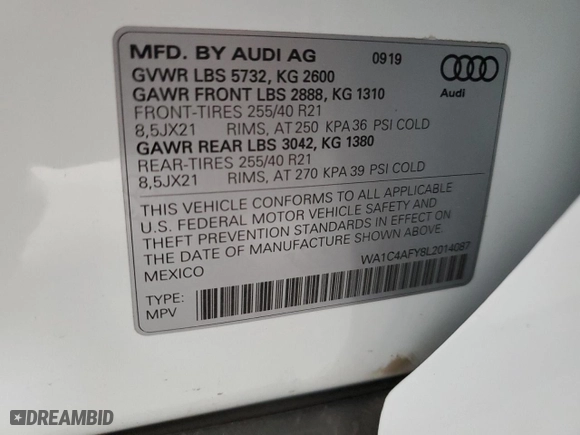 MFD. BY AUDI AG 0919
GVWR LBS 5732, KG 2600
GAWR FRONT LBS 2888, KG 1310
FRONT-TIRES 255/40 R21
8,5JX21 RIMS, AT 250 KPA 36 PSI COLD
GAWR REAR LBS 3042, KG 1380
REAR-TIRES 255/40 R21
8,5JX21 RIMS, AT 270 KPA 39 PSI COLD
Audi
THIS VEHICLE CONFORMS TO ALL APPLICABLE
U.S. FEDERAL MOTOR VEHICLE SAFETY AND
THEFT PREVENTION STANDARDS IN EFFECT ON THE
DATE OF MANUFACTURE SHOWN ABOVE.
MEXICO
WA1C4AFY8L2014087
TYPE:
MPV
DREAMBID